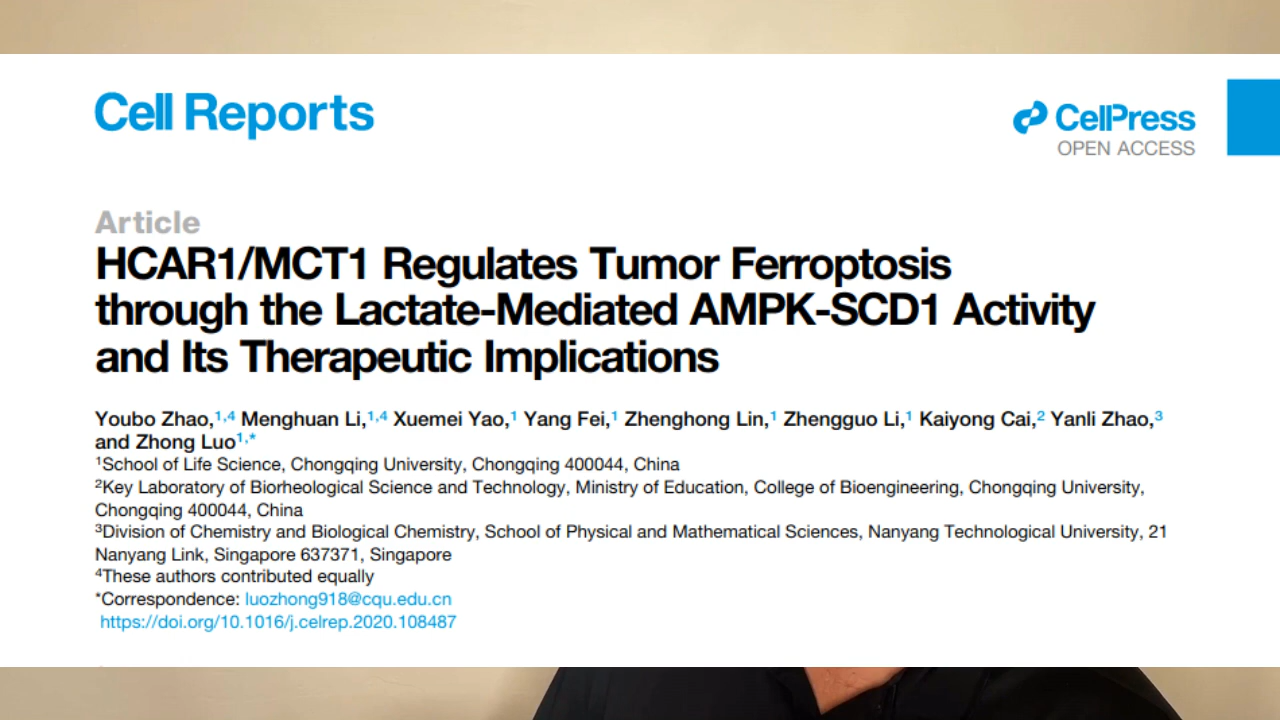 Cell Reports
CellPress
OPEN ACCESS
Article
HCAR1/MCT1 Regulates Tumor Ferroptosis
through the Lactate-Mediated AMPK-SCD1 Activity
and Its Therapeutic Implications
Youbo Zhao,1,4 Menghuan Li,1,4 Xuemei Yao,1 Yang Fei,1 Zhenghong Lin,1 Zhengguo Li,1 Kaiyong Cai,2 Yanli Zhao,3
and Zhong Luo1,*
1School of Life Science, Chongqing University, Chongqing 400044, China
2Key Laboratory of Biorheological Science and Technology, Ministry of Education, College of Bioengineering, Chongqing University,
Chongqing 400044, China
3Division of Chemistry and Biological Chemistry, School of Physical and Mathematical Sciences, Nanyang Technological University, 21
Nanyang Link, Singapore 637371, Singapore
4These authors contributed equally
*Correspondence: luozhong918@cqu.edu.cn
https://doi.org/10.1016/j.celrep.2020.108487